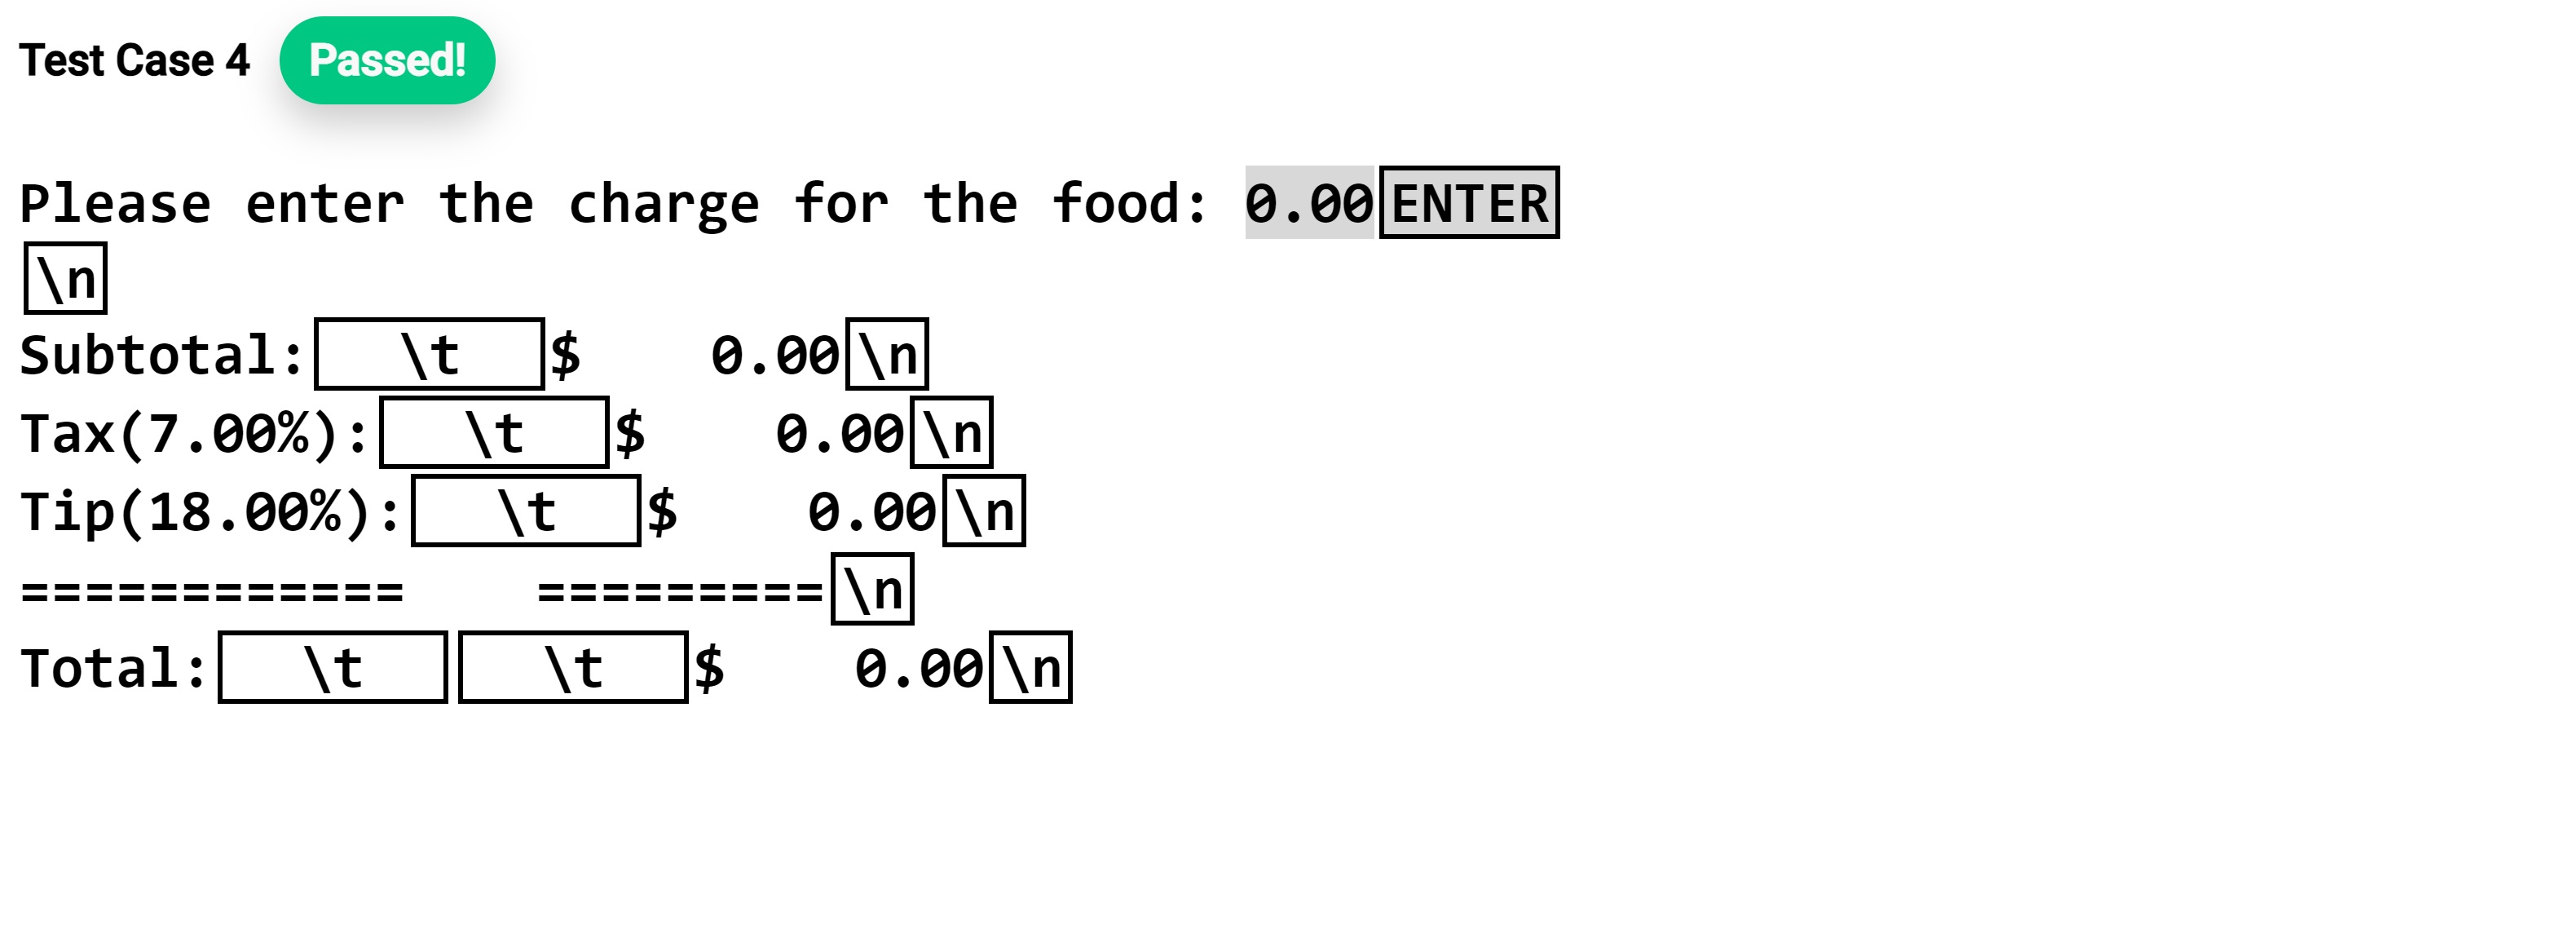 Test Case 4 Passed!
Please enter the charge for the food: 0.00ENTER
\n
Subtotal:\t$    0.00\n
Tax(7.00%):\t$    0.00\n
Tip(18.00%):\t$    0.00\n
============    =========\n
Total:\t\t$    0.00\n